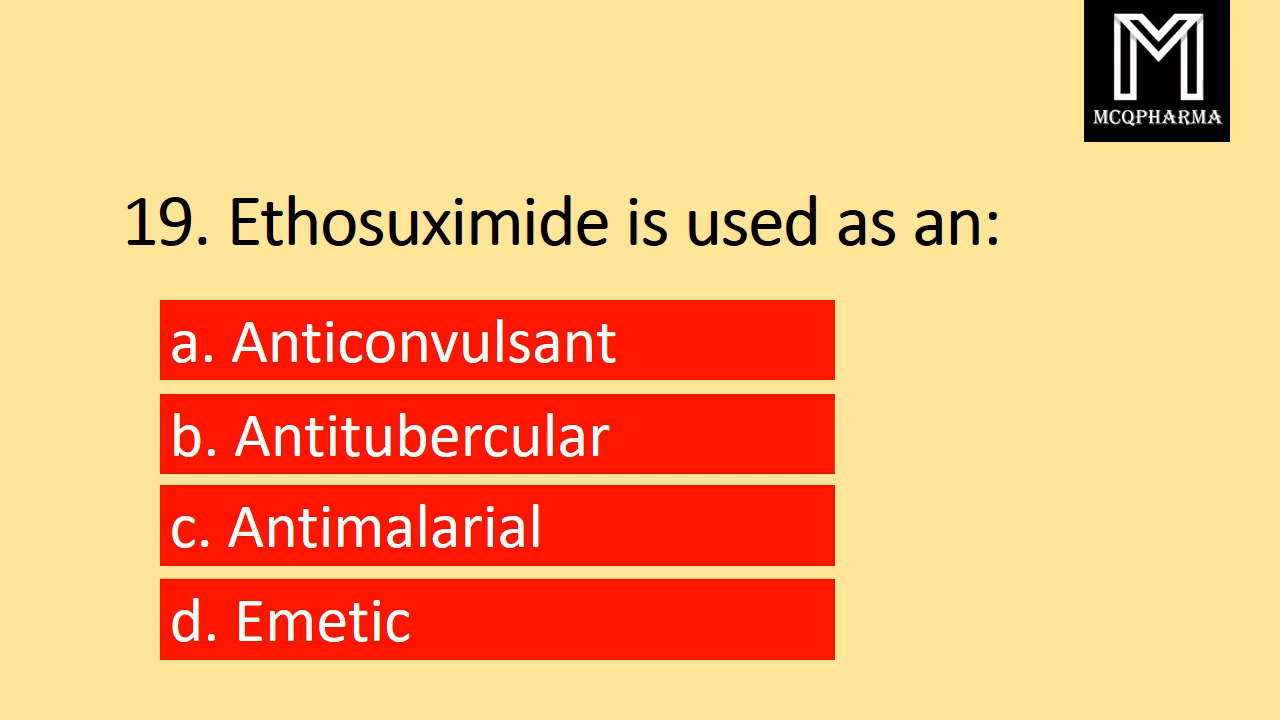 M
MCQPHARMA
19. Ethosuximide is used as an:
a. Anticonvulsant
b. Antitubercular
c. Antimalarial
d. Emetic